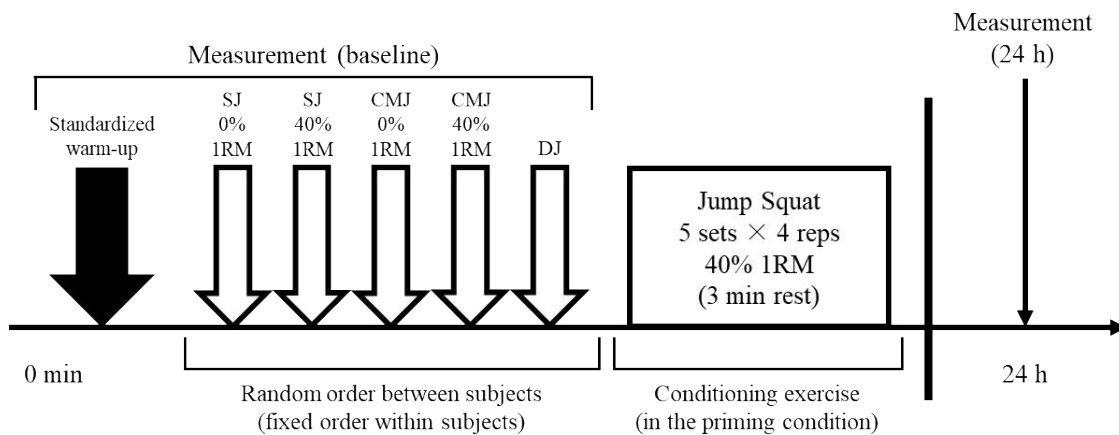 Measurement (baseline)
Standardized
warm-up
SJ
0%
1RM
SJ
40%
1RM
CMJ
0%
1RM
CMJ
40%
1RM
DJ
Jump Squat
5 sets × 4 reps
40% 1RM
(3 min rest)
Measurement
(24 h)
0 min
Random order between subjects
(fixed order within subjects)
Conditioning exercise
(in the priming condition)
24 h